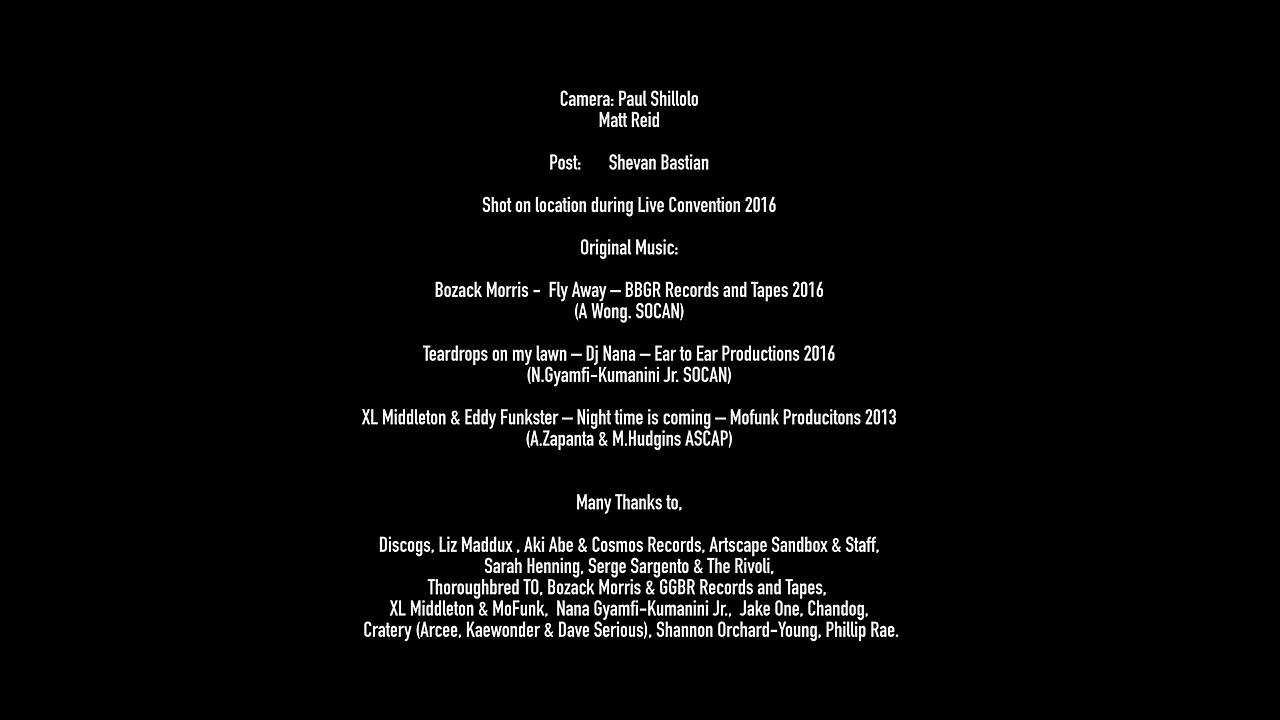 Camera: Paul Shillolo
Matt Reid
Post: Shevan Bastian
Shot on location during Live Convention 2016
Original Music:
Bozack Morris - Fly Away – BBGR Records and Tapes 2016
(A Wong. SOCAN)
Teardrops on my lawn – Dj Nana – Ear to Ear Productions 2016
(N.Gyamfi-Kumanini Jr. SOCAN)
XL Middleton & Eddy Funkster – Night time is coming – Mofunk Producitons 2013
(A.Zapanta & M.Hudgins ASCAP)
Many Thanks to,
Discogs, Liz Maddux , Aki Abe & Cosmos Records, Artscape Sandbox & Staff,
Sarah Henning, Serge Sargento & The Rivoli,
Thoroughbred TO, Bozack Morris & GGBR Records and Tapes,
XL Middleton & MoFunk, Nana Gyamfi-Kumanini Jr., Jake One, Chandog,
Cratery (Arcee, Kaewonder & Dave Serious), Shannon Orchard-Young, Phillip Rae.